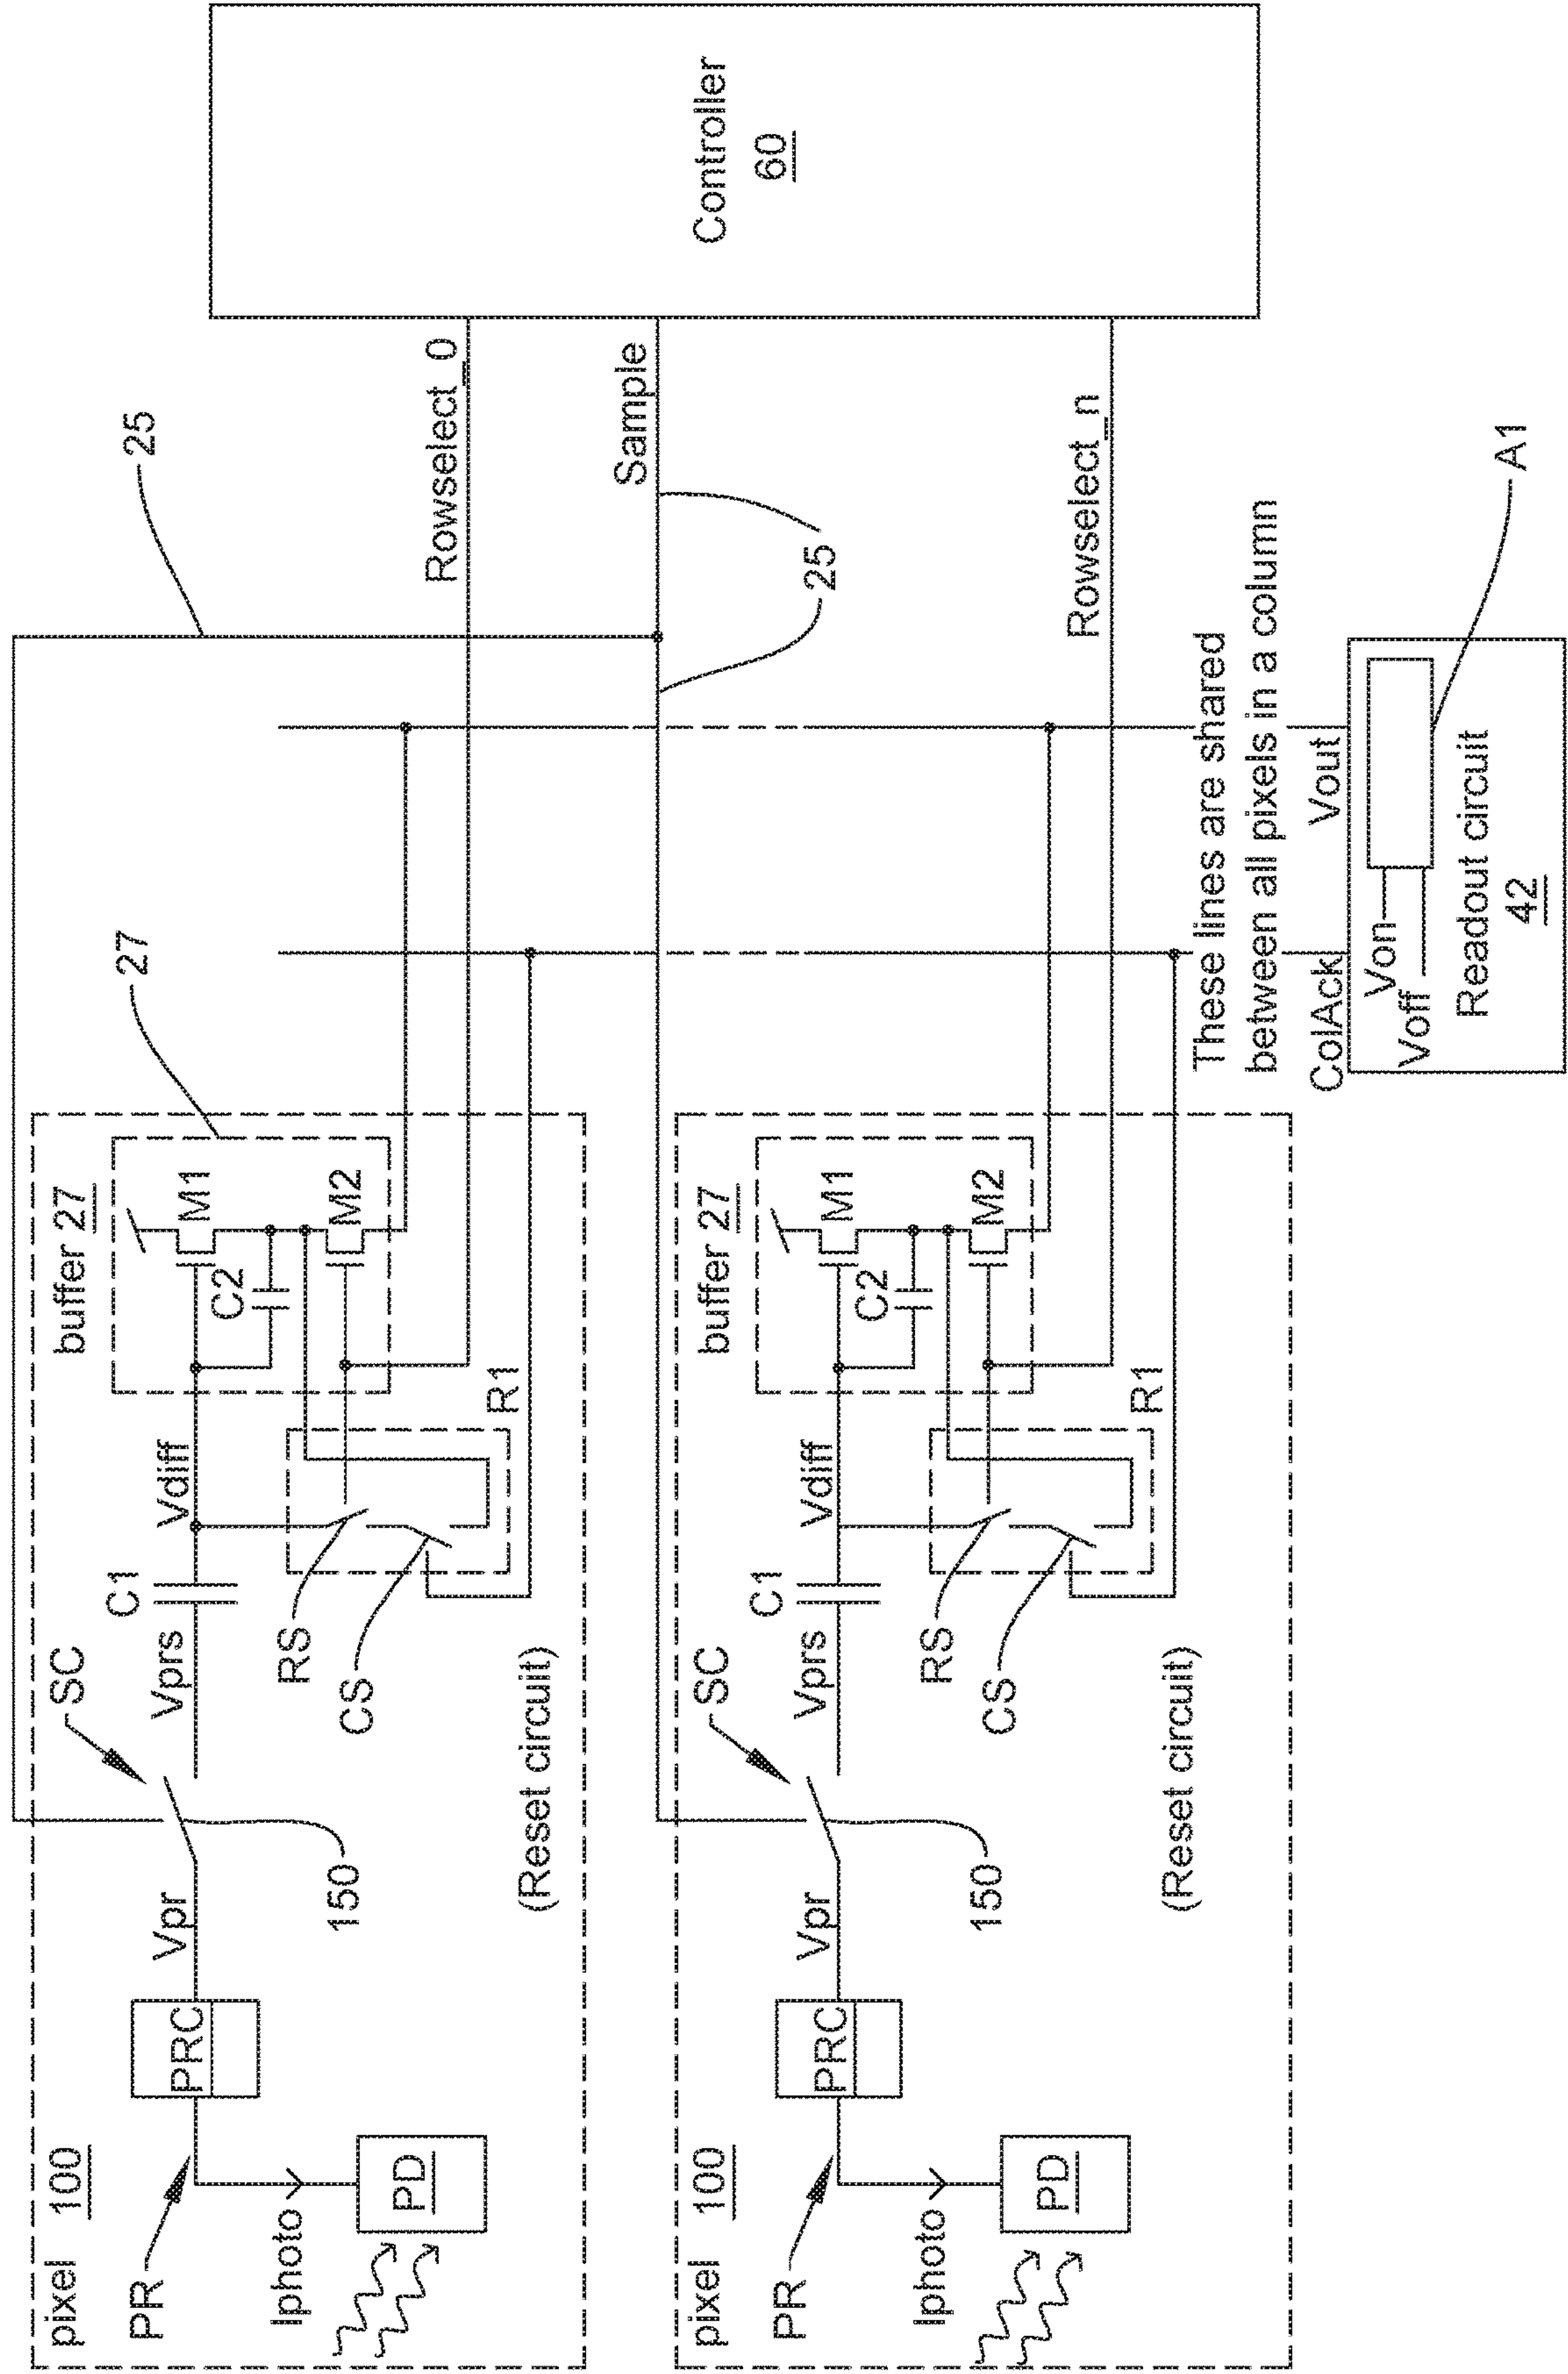 pixel 100
PR
Iphoto
PD
PRC
Vpr
150
SC
Vprs
C1
Vdiff
RS
CS
(Reset circuit)
R1
buffer 27
C2
M1
M2
27
25
Rowselect_0
Sample
25
Controller
60
pixel 100
PR
Iphoto
PD
PRC
Vpr
150
SC
Vprs
C1
Vdiff
RS
CS
(Reset circuit)
R1
buffer 27
C2
M1
M2
Rowselect_n
These lines are shared
between all pixels in a column
ColAck
Vout
Von
Voff
Readout circuit
42
A1